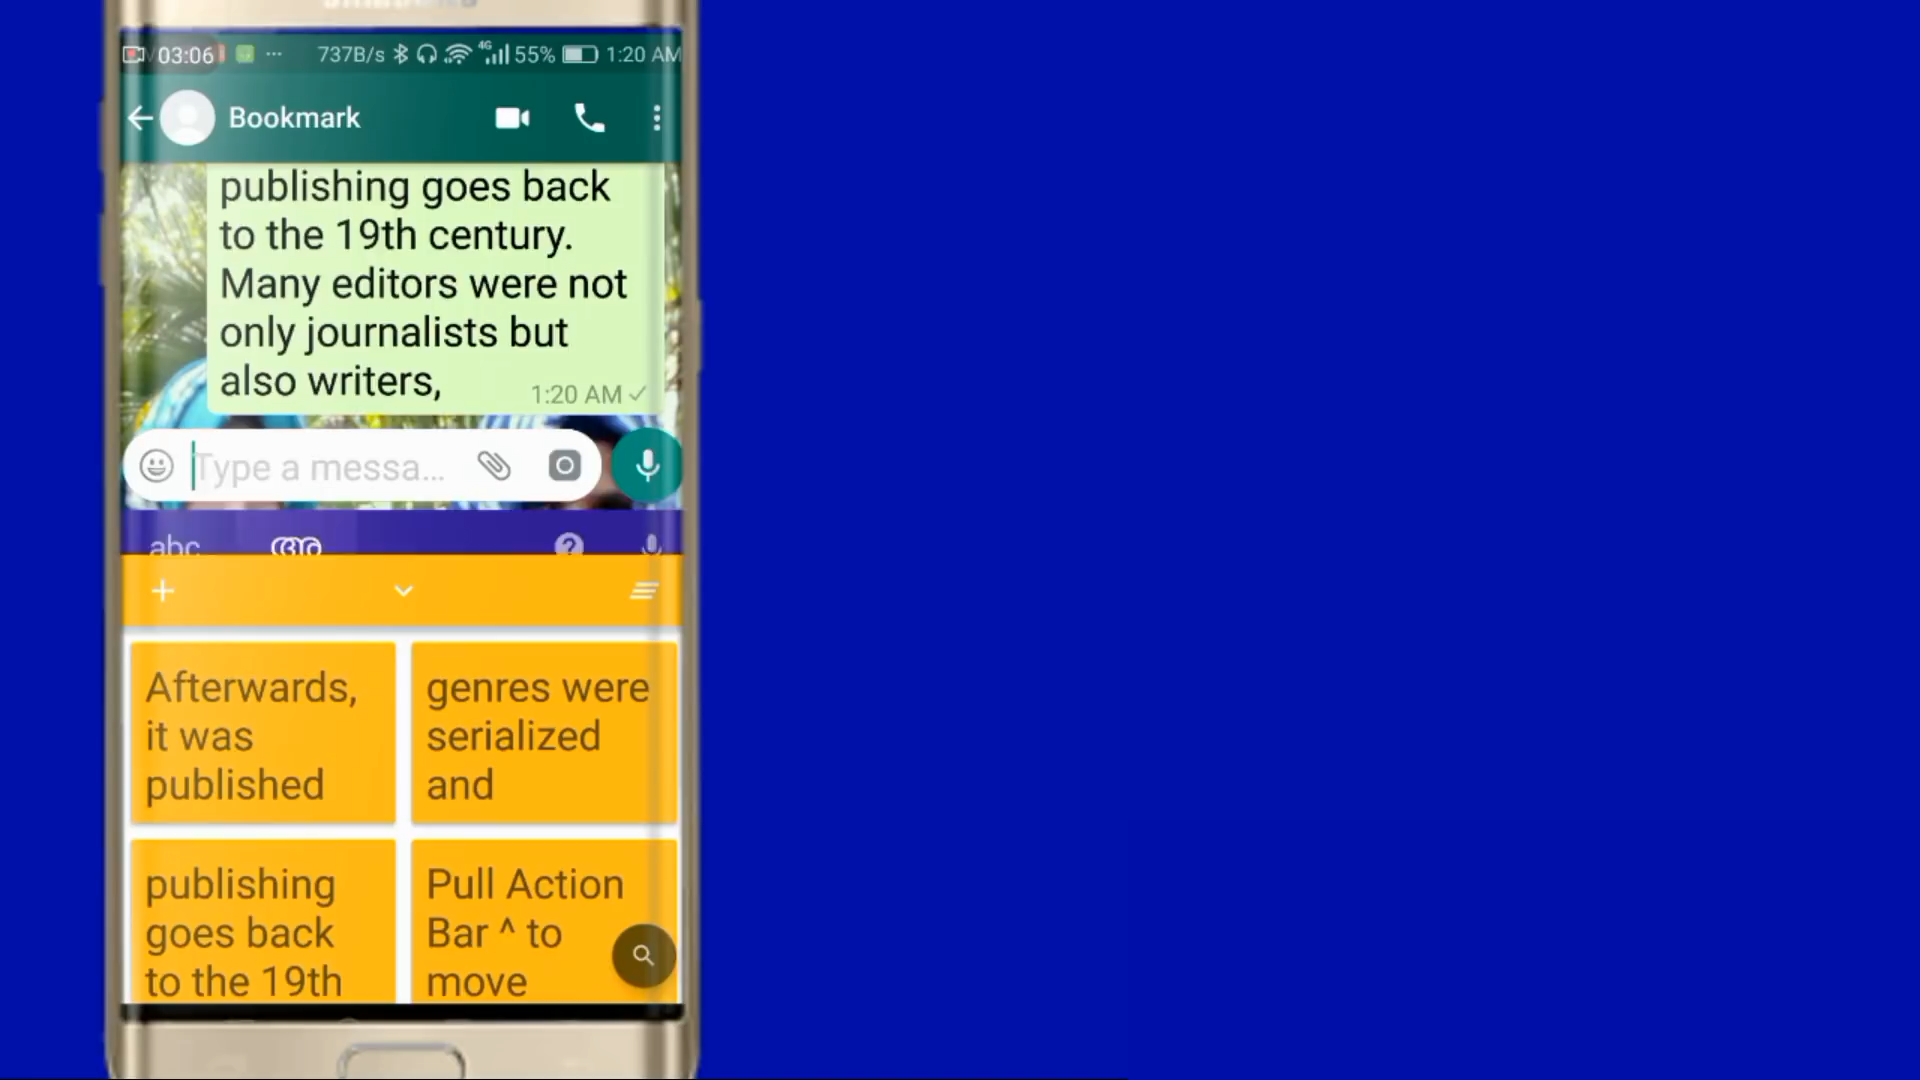 03:06 ... 737B/s 4G 55% 1:20 AM
Bookmark
publishing goes back
to the 19th century.
Many editors were not
only journalists but
also writers,
1:20 AM
Type a messa...
abc അ
Afterwards,
it was
published
genres were
serialized
and
publishing
goes back
to the 19th
Pull Action
Bar ^ to
move